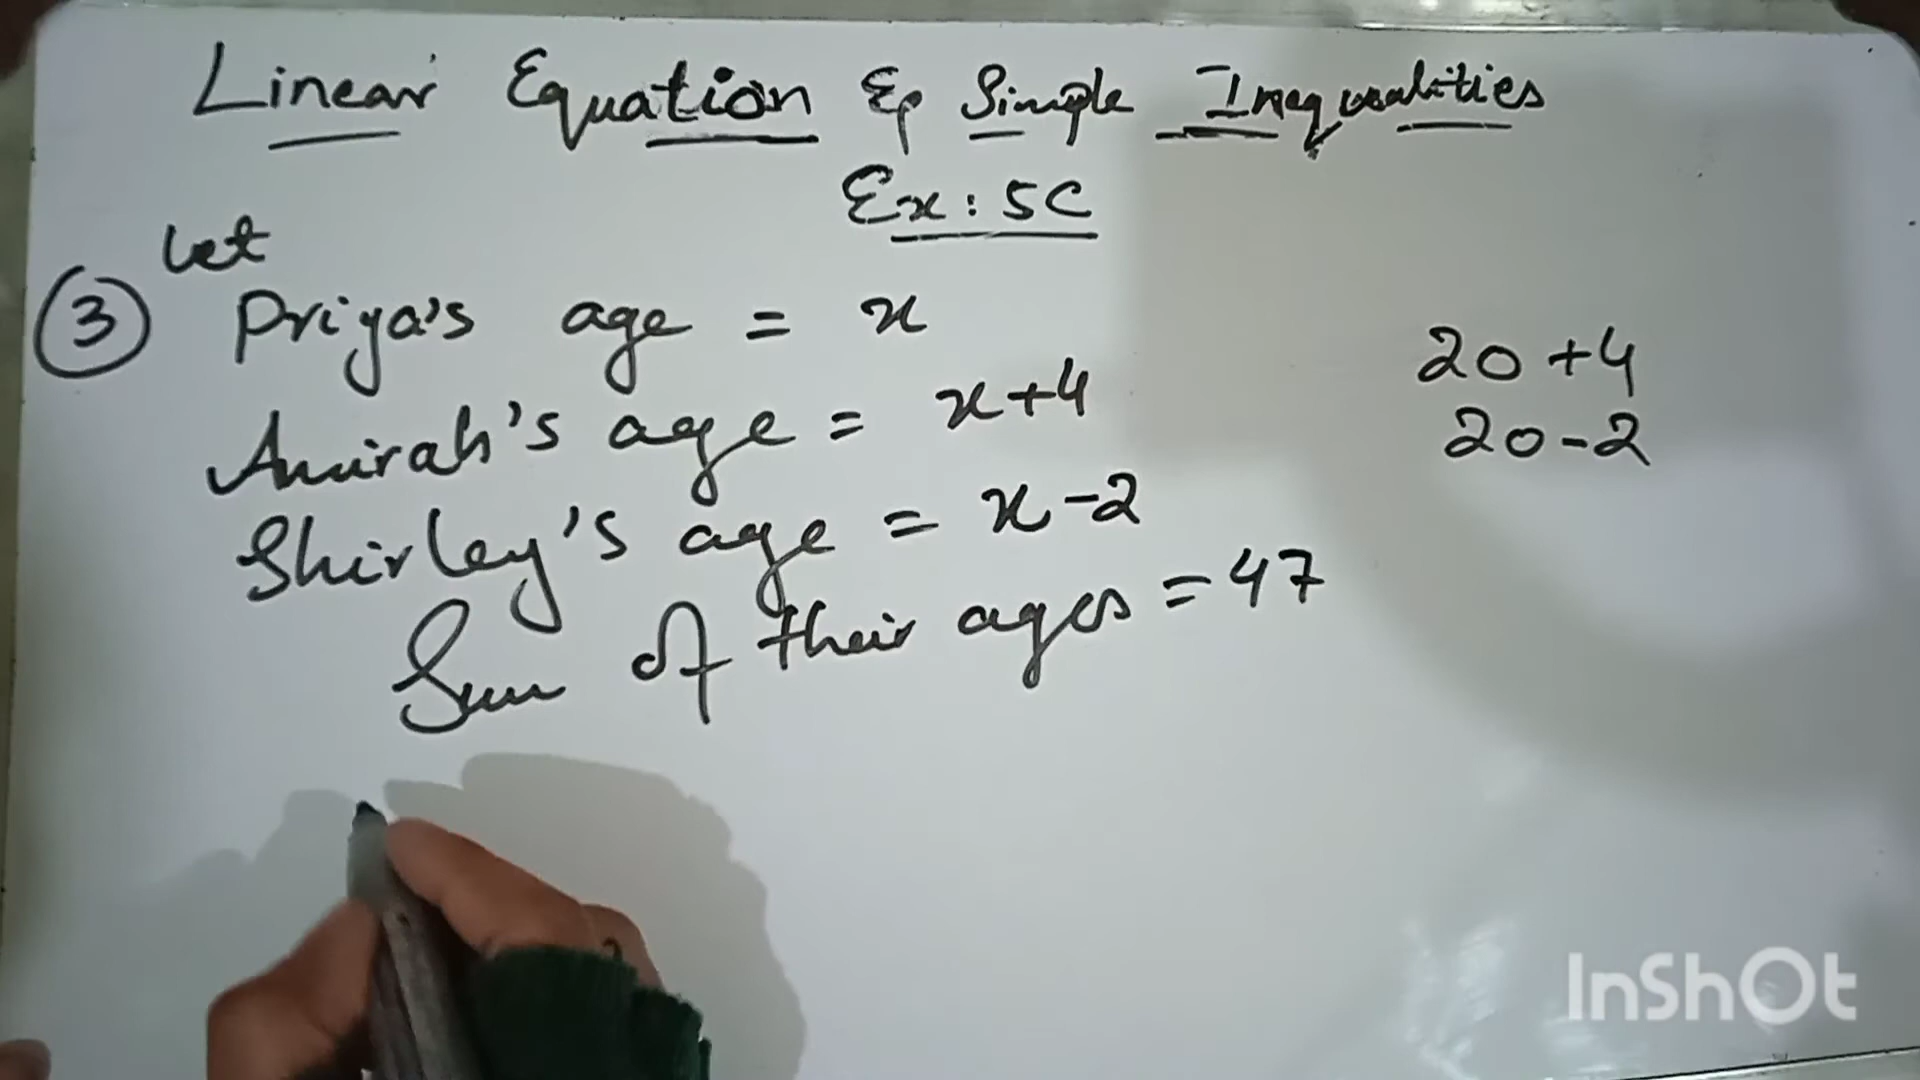 Linear Equation & Simple Inequalities
Ex: 5C
Let
3 Priya's age = x
Amirah's age = x+4
Shirley's age = x-2
Sum of their ages = 47
20+4
20-2
InShOt